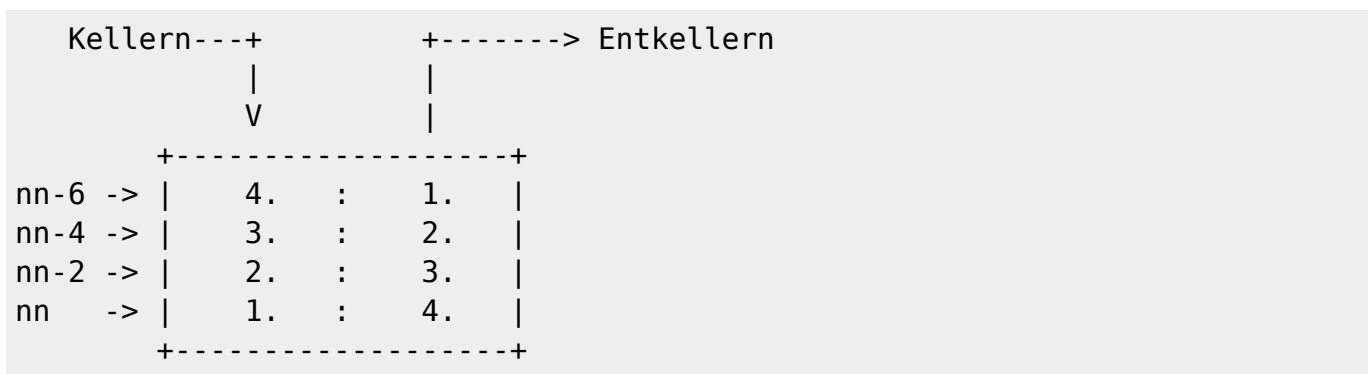 Kellern---+         +-------> Entkellern
             |         |
             V         |
        +-------------------+
nn-6 -> |    4.   :    1.   |
nn-4 -> |    3.   :    2.   |
nn-2 -> |    2.   :    3.   |
nn   -> |    1.   :    4.   |
        +-------------------+